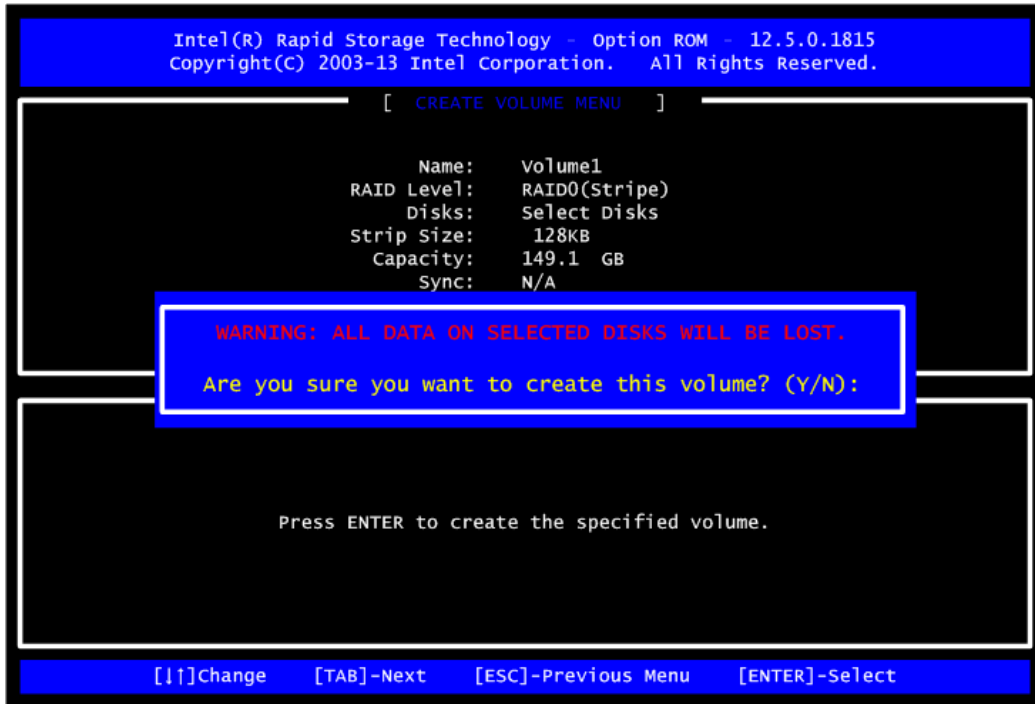 Intel(R) Rapid Storage Technology - Option ROM - 12.5.0.1815
Copyright(C) 2003-13 Intel Corporation. All Rights Reserved.
[ CREATE VOLUME MENU ]
Name: Volume1
RAID Level: RAID0(Stripe)
Disks: Select Disks
Strip Size: 128KB
Capacity: 149.1 GB
Sync: N/A
WARNING: ALL DATA ON SELECTED DISKS WILL BE LOST.
Are you sure you want to create this volume? (Y/N):
Press ENTER to create the specified volume.
[↓↑]Change [TAB]-Next [ESC]-Previous Menu [ENTER]-Select